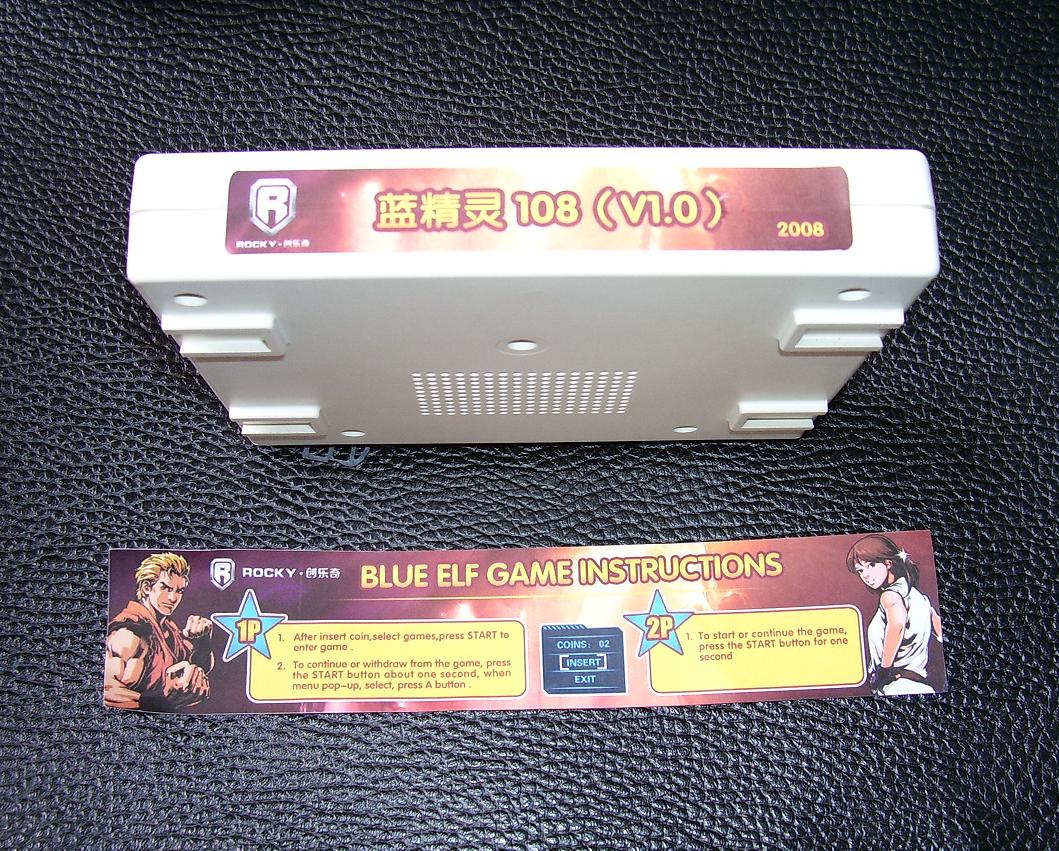 R
ROCKY·创乐奇
蓝精灵 108（V1.0）
2008
R ROCKY·创乐奇
BLUE ELF GAME INSTRUCTIONS
1P
1. After insert coin,select games,press START to
enter game .
2. To continue or withdraw from the game, press
the START button about one second, when
menu pop-up, select, press A button .
COINS: 02
INSERT
EXIT
2P
1. To start or continue the game,
press the START button for one
second